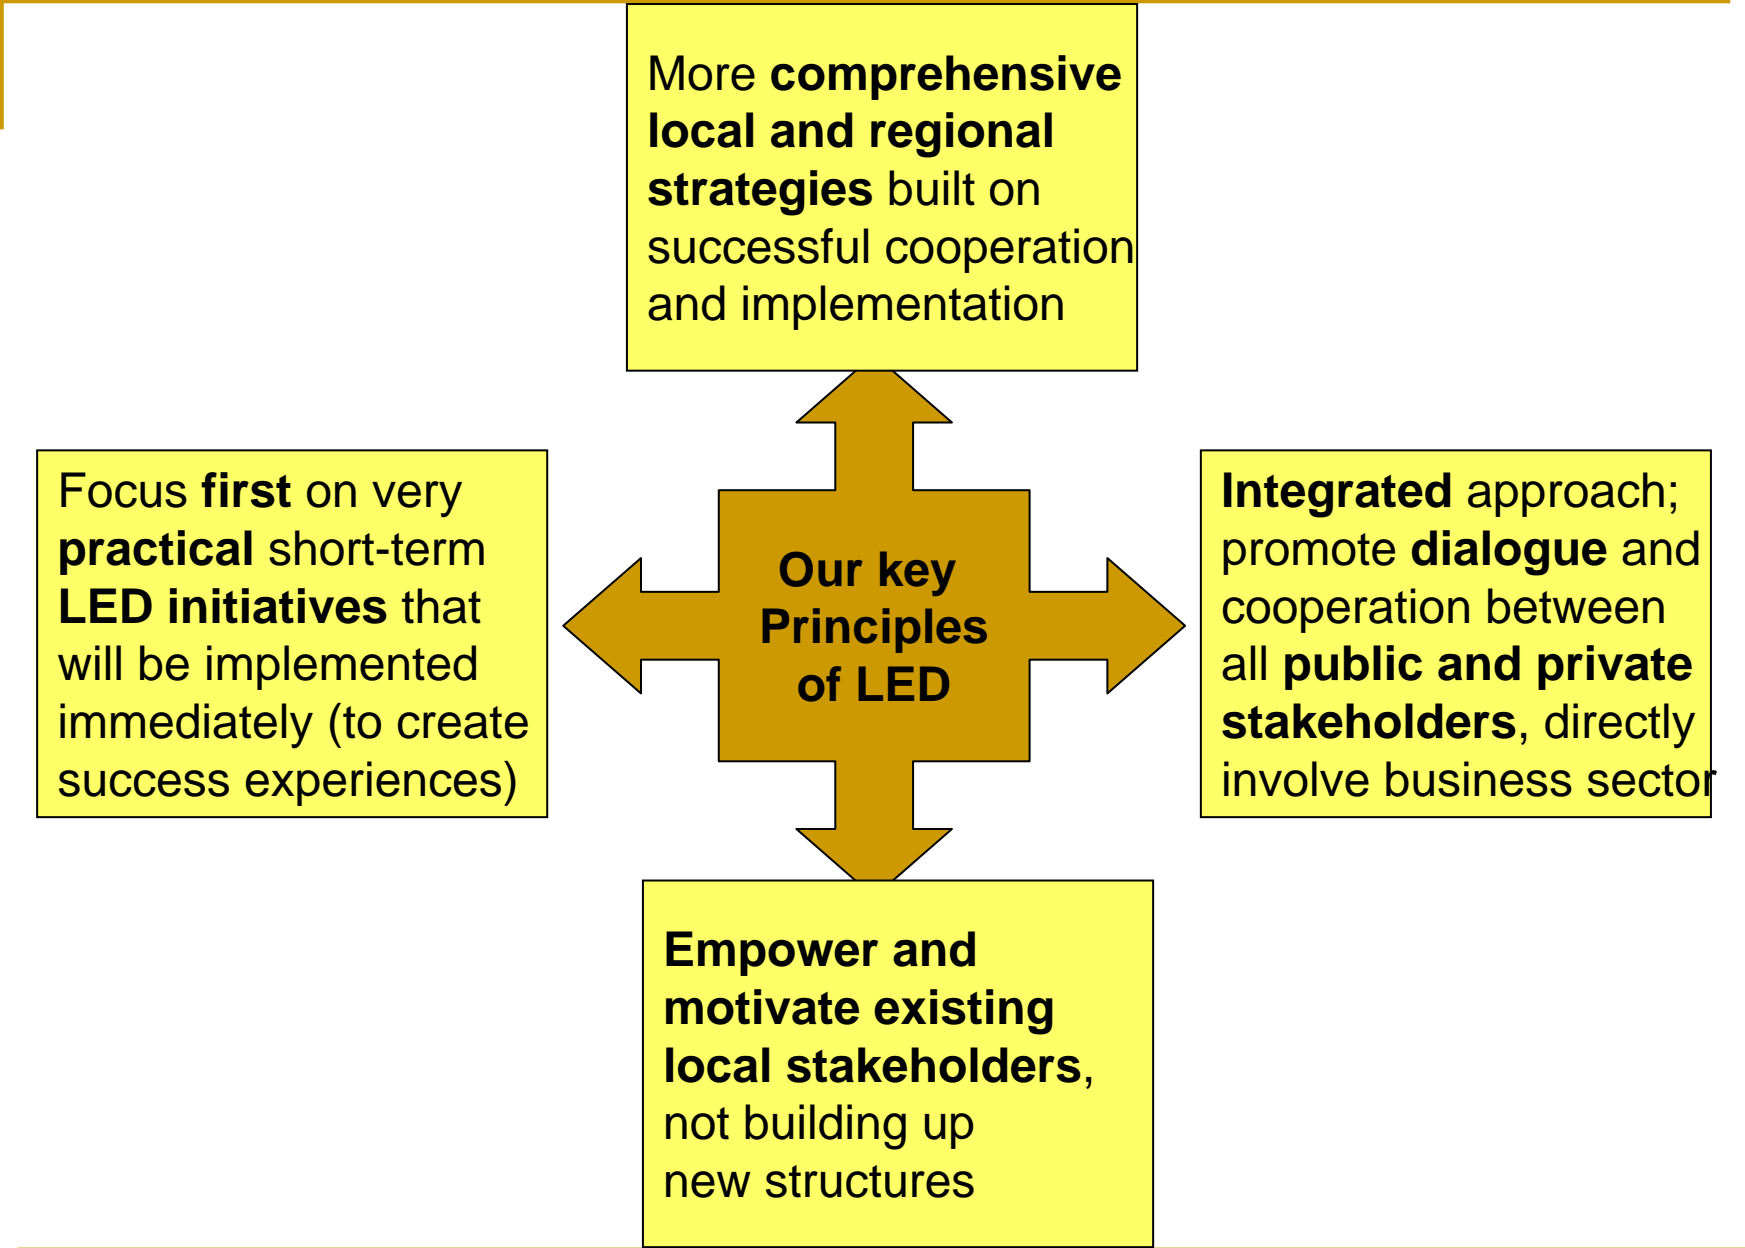 More comprehensive
local and regional
strategies built on
successful cooperation
and implementation
Focus first on very
practical short-term
LED initiatives that
will be implemented
immediately (to create
success experiences)
Our key
Principles
of LED
Integrated approach;
promote dialogue and
cooperation between
all public and private
stakeholders, directly
involve business sector
Empower and
motivate existing
local stakeholders,
not building up
new structures